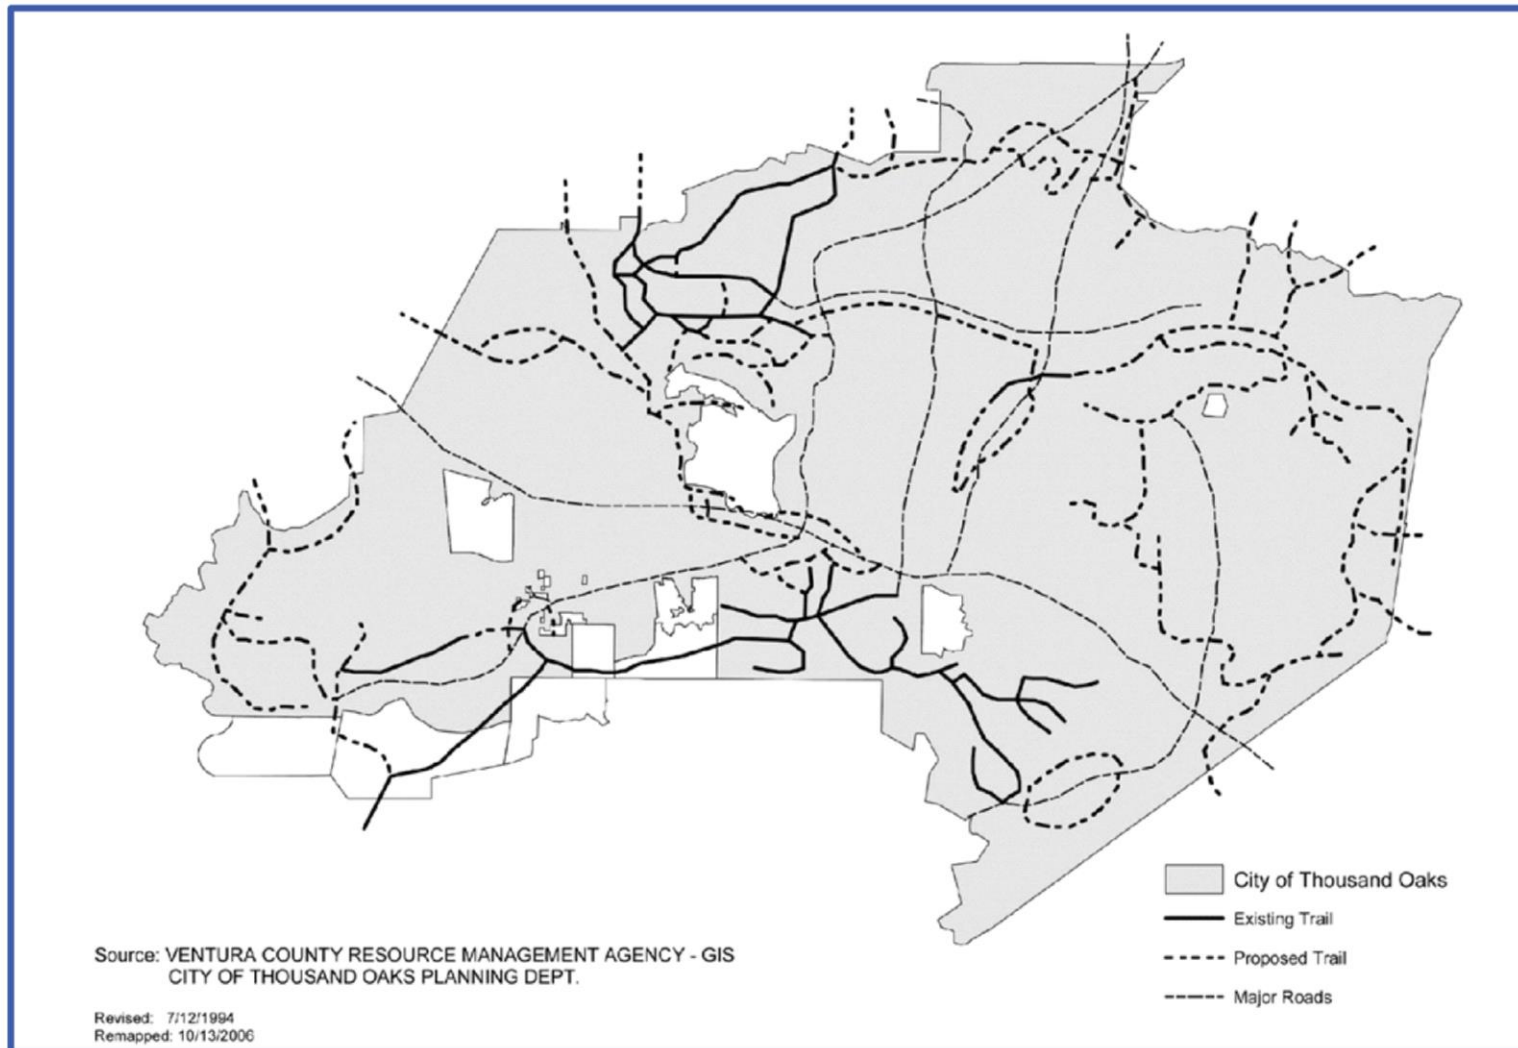 City of Thousand Oaks
Existing Trail
Proposed Trail
Major Roads
Source: VENTURA COUNTY RESOURCE MANAGEMENT AGENCY - GIS
CITY OF THOUSAND OAKS PLANNING DEPT.
Revised: 7/12/1994
Remapped: 10/13/2006